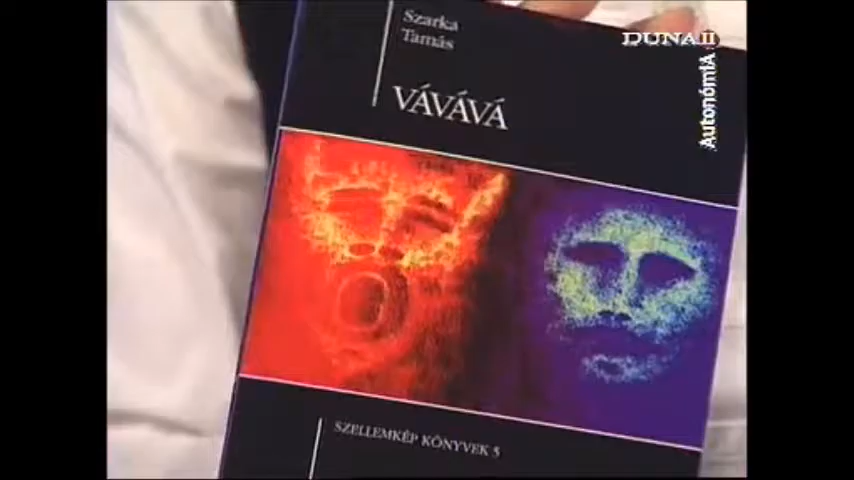 Szarka
Tamás
VÁVÁVÁ
SZELLEMKÉP KÖNYVEK 5
DUNA II
AutonómIA